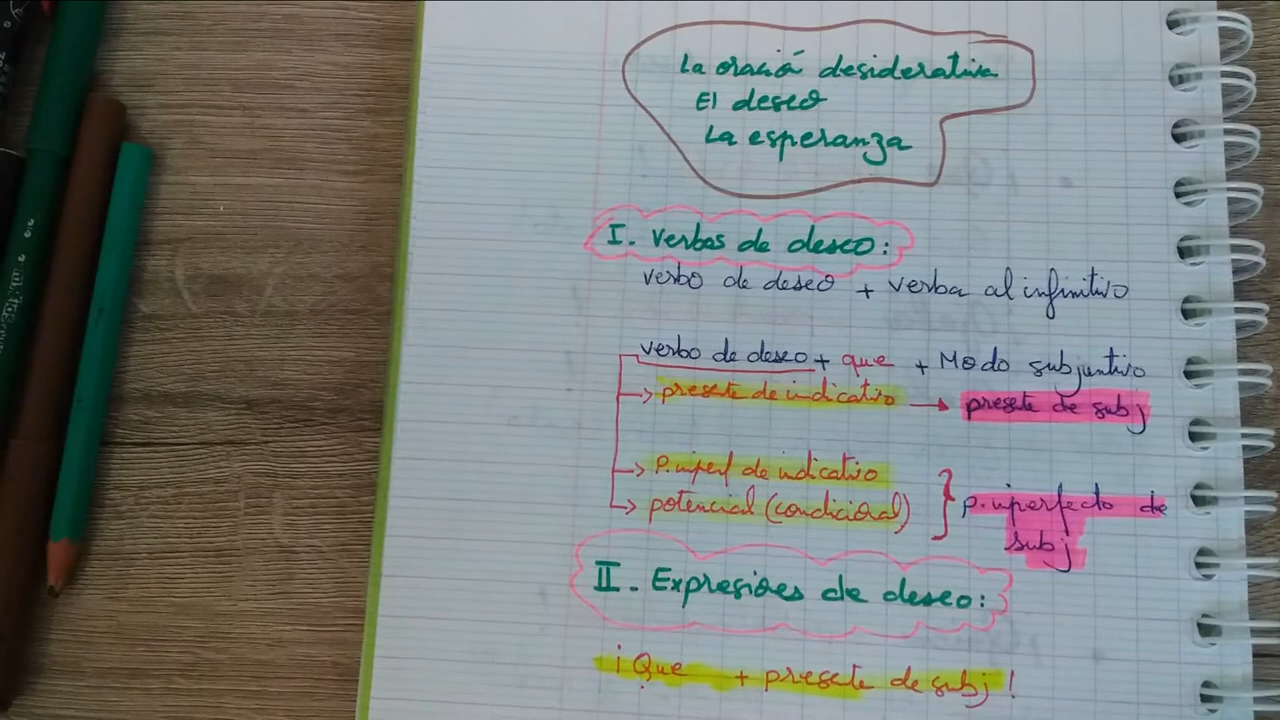 La oración desiderativa
El deseo
La esperanza
I. verbos de deseo:
verbo de deseo + verbo al infinitivo
verbo de deseo + que + Modo subjuntivo
presente de indicativo → presente de subj
P. imperf de indicativo
potencial (condicional)
p. imperfecto de
subj
II. Expresiones de deseo:
¡Que + presente de subj!